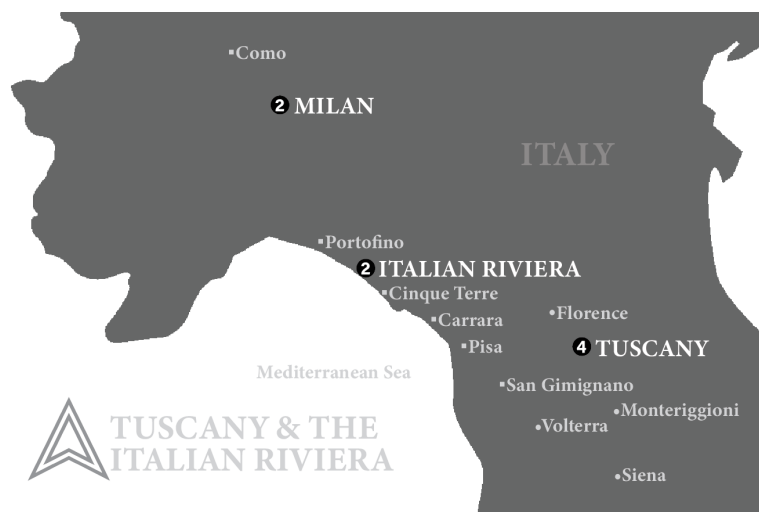 Como
2 MILAN
ITALY
Portofino
2 ITALIAN RIVIERA
Cinque Terre
Carrara
Florence
Pisa
4 TUSCANY
Mediterranean Sea
San Gimignano
Monteriggioni
Volterra
TUSCANY & THE
ITALIAN RIVIERA
Siena